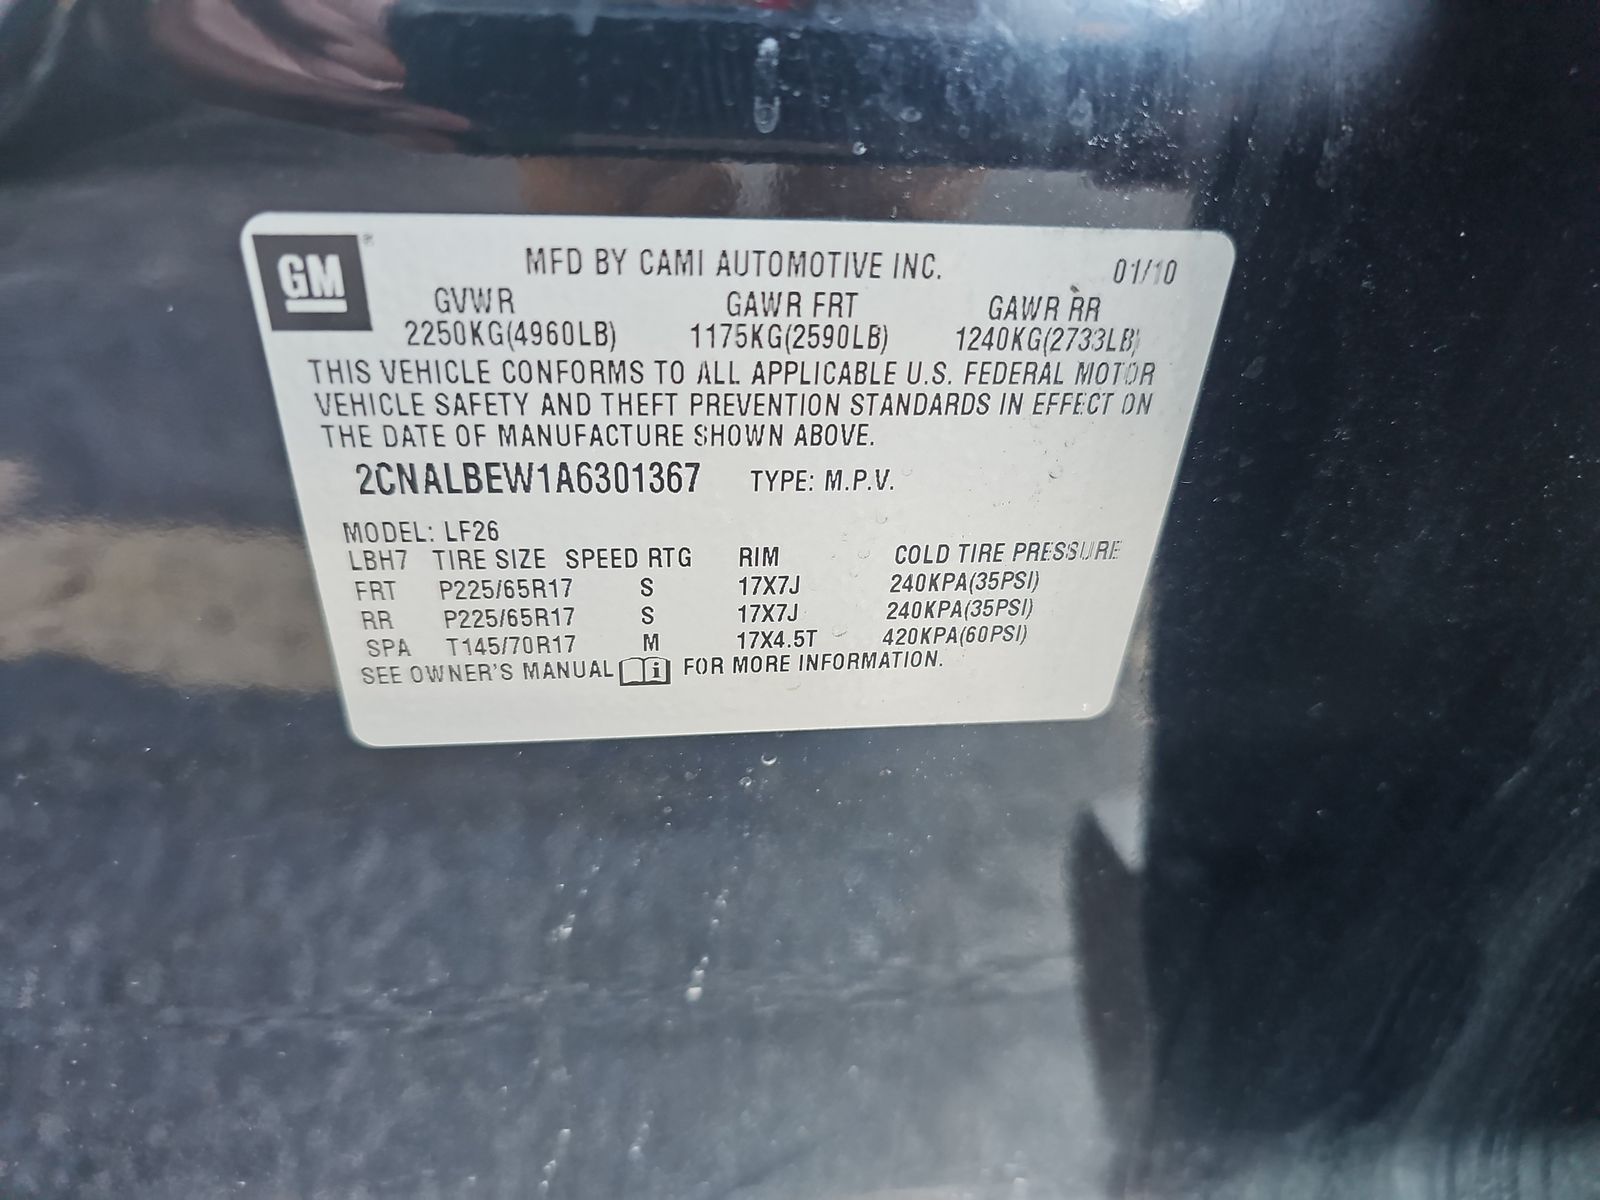 GM®
MFD BY CAMI AUTOMOTIVE INC. 01/10
GVWR GAWR FRT GAWR RR
2250KG(4960LB) 1175KG(2590LB) 1240KG(2733LB)
THIS VEHICLE CONFORMS TO ALL APPLICABLE U.S. FEDERAL MOTOR
VEHICLE SAFETY AND THEFT PREVENTION STANDARDS IN EFFECT ON
THE DATE OF MANUFACTURE SHOWN ABOVE.
2CNALBEW1A6301367 TYPE: M.P.V.
MODEL: LF26
LBH7 TIRE SIZE SPEED RTG RIM COLD TIRE PRESSURE
FRT P225/65R17 S 17X7J 240KPA(35PSI)
RR P225/65R17 S 17X7J 240KPA(35PSI)
SPA T145/70R17 M 17X4.5T 420KPA(60PSI)
SEE OWNER'S MANUAL i FOR MORE INFORMATION.